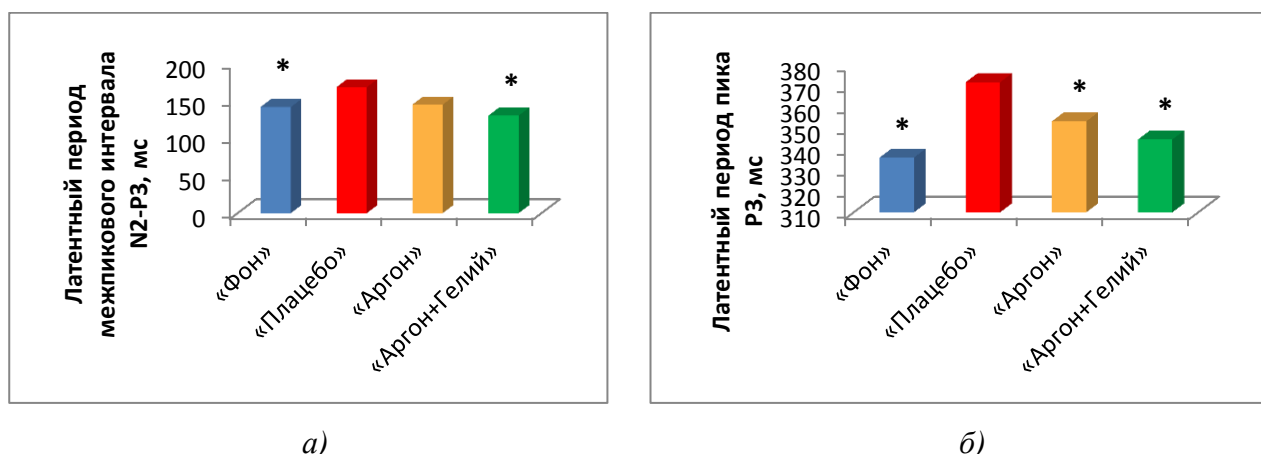 Латентный период
межпикового интервала
N2-P3, мс
200
150
100
50
0
*
*
«Фон»
«Плацебо»
«Аргон»
«Аргон+Гелий»
а)
Латентный период пика
P3, мс
380
370
360
350
340
330
320
310
*
*
*
«Фон»
«Плацебо»
«Аргон»
«Аргон+Гелий»
б)